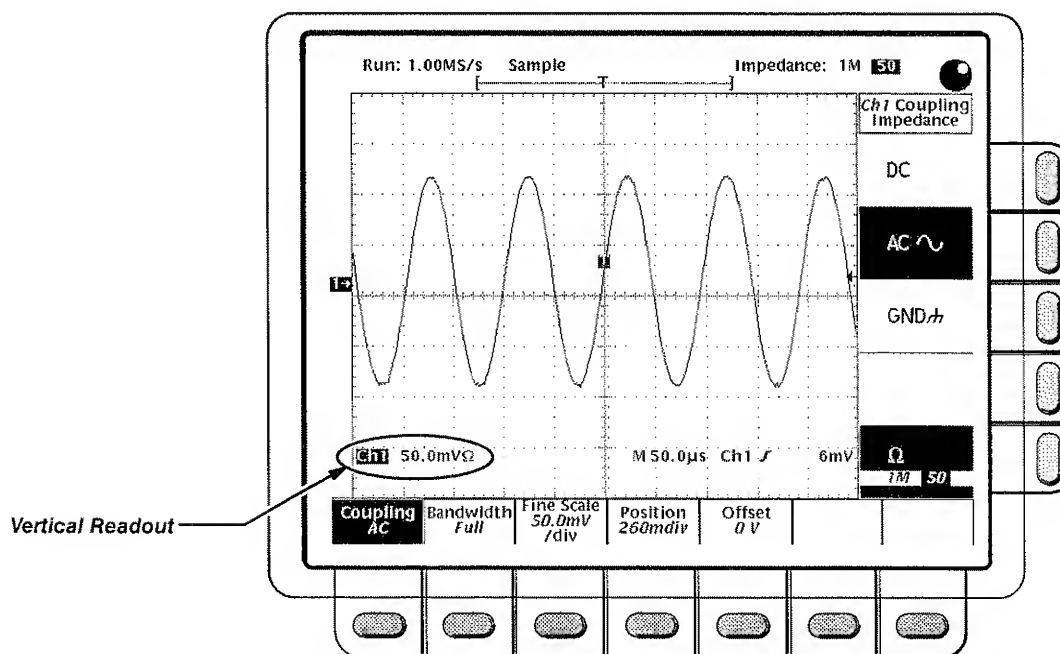 Run: 1.00MS/s Sample Impedance: 1M 50
T
Ch1 Coupling
Impedance
DC
AC
T
1→
GND
Ch1 50.0mVΩ M 50.0µs Ch1 6mV
Ω
1M 50
Vertical Readout
Coupling
AC
Bandwidth
Full
Fine Scale
50.0mV
/div
Position
260mdiv
Offset
0 V